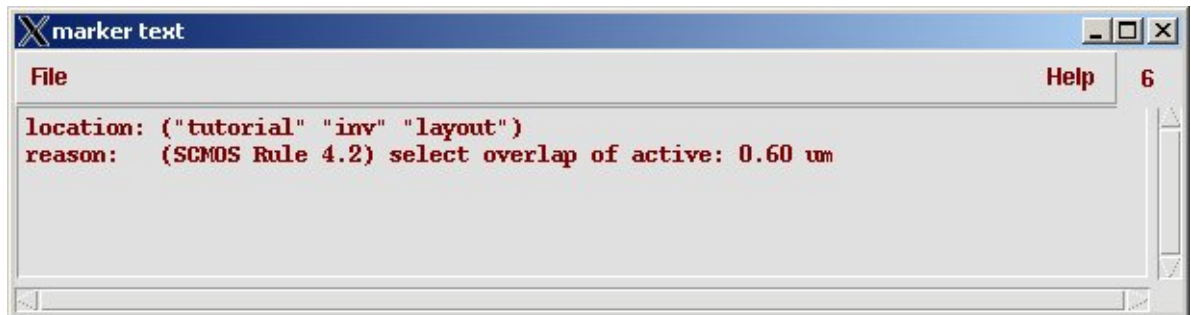 marker text
File Help 6
location: ("tutorial" "inv" "layout")
reason: (SCMOS Rule 4.2) select overlap of active: 0.60 um